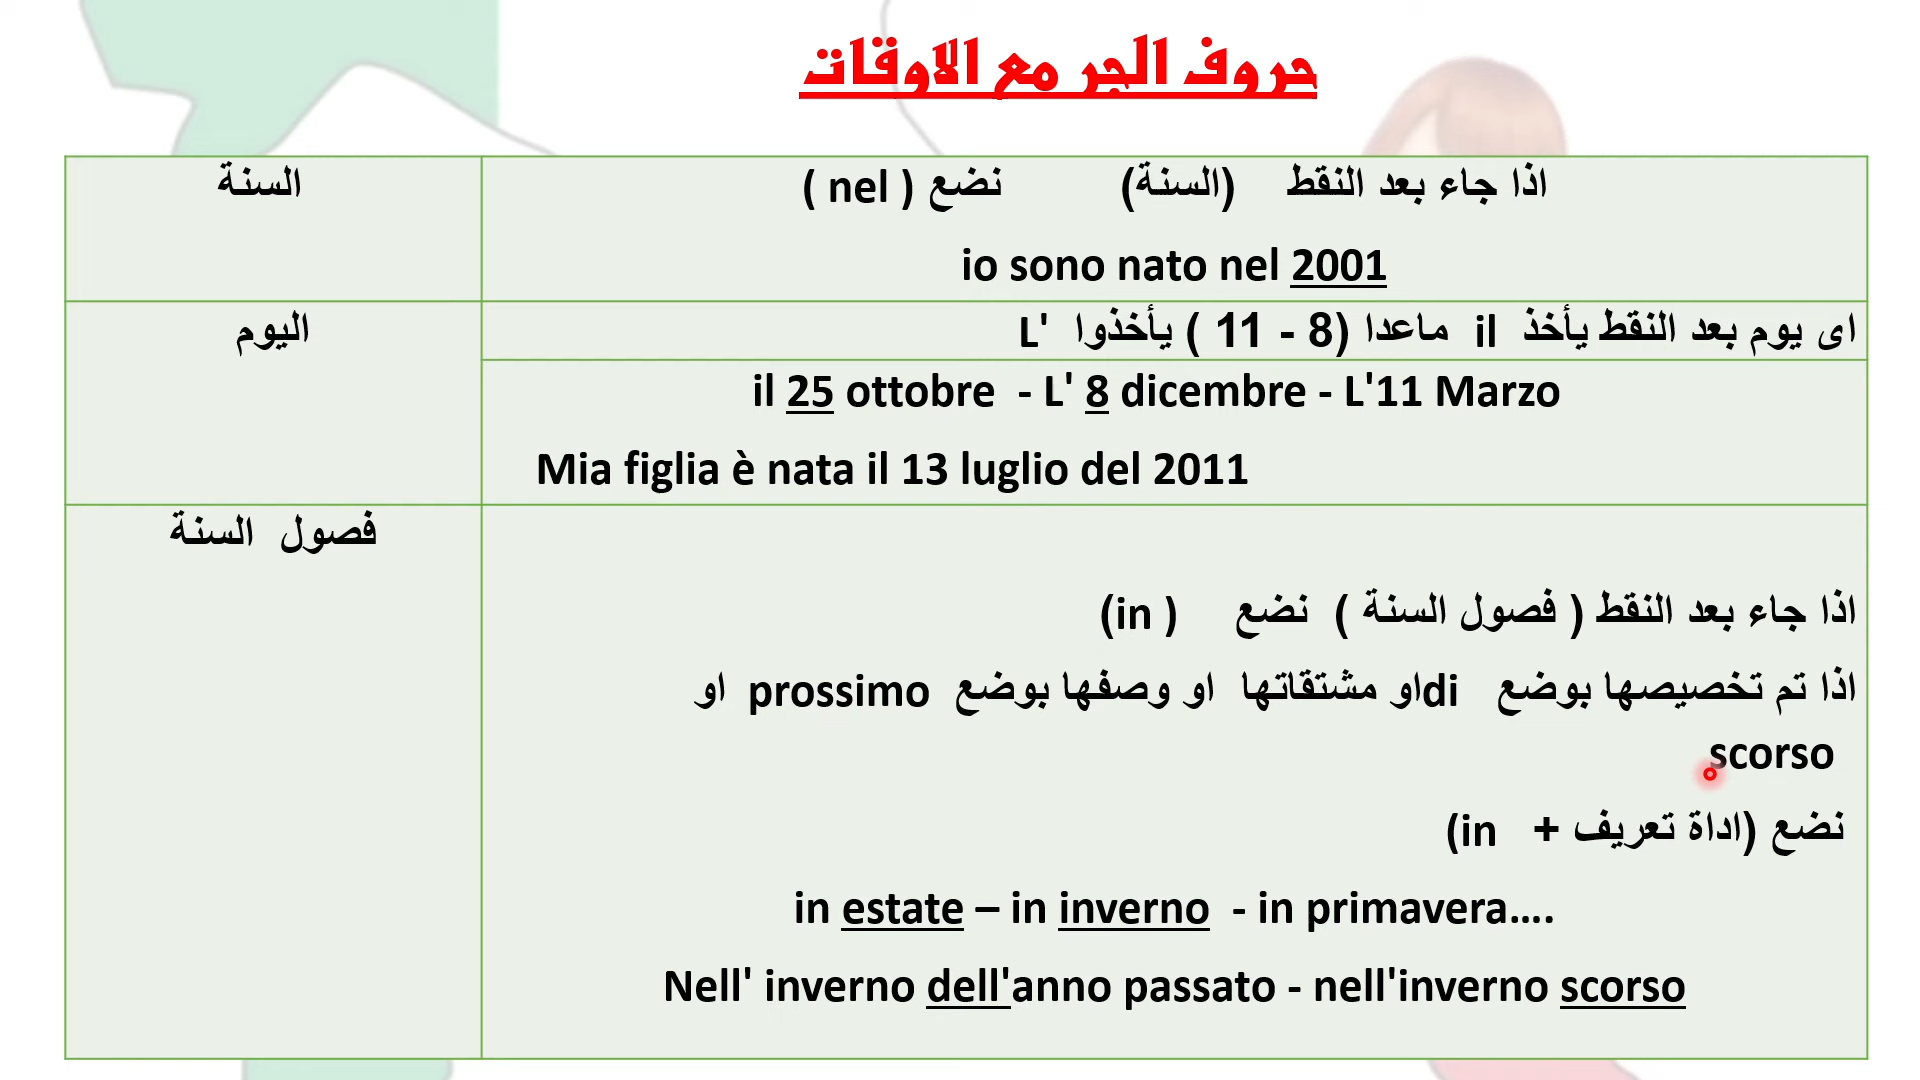 حروف الجر مع الاوقات
السنة
اذا جاء بعد النقط (السنة) نضع ( nel )
io sono nato nel 2001
اليوم
اى يوم بعد النقط يأخذ il ماعدا (8 - 11 ) يأخذوا L'
il 25 ottobre - L' 8 dicembre - L'11 Marzo
Mia figlia è nata il 13 luglio del 2011
فصول السنة
اذا جاء بعد النقط ( فصول السنة ) نضع ( in)
اذا تم تخصيصها بوضع di او مشتقاتها او وصفها بوضع prossimo او
scorso
نضع (اداة تعريف + in)
in estate – in inverno - in primavera....
Nell' inverno dell'anno passato - nell'inverno scorso